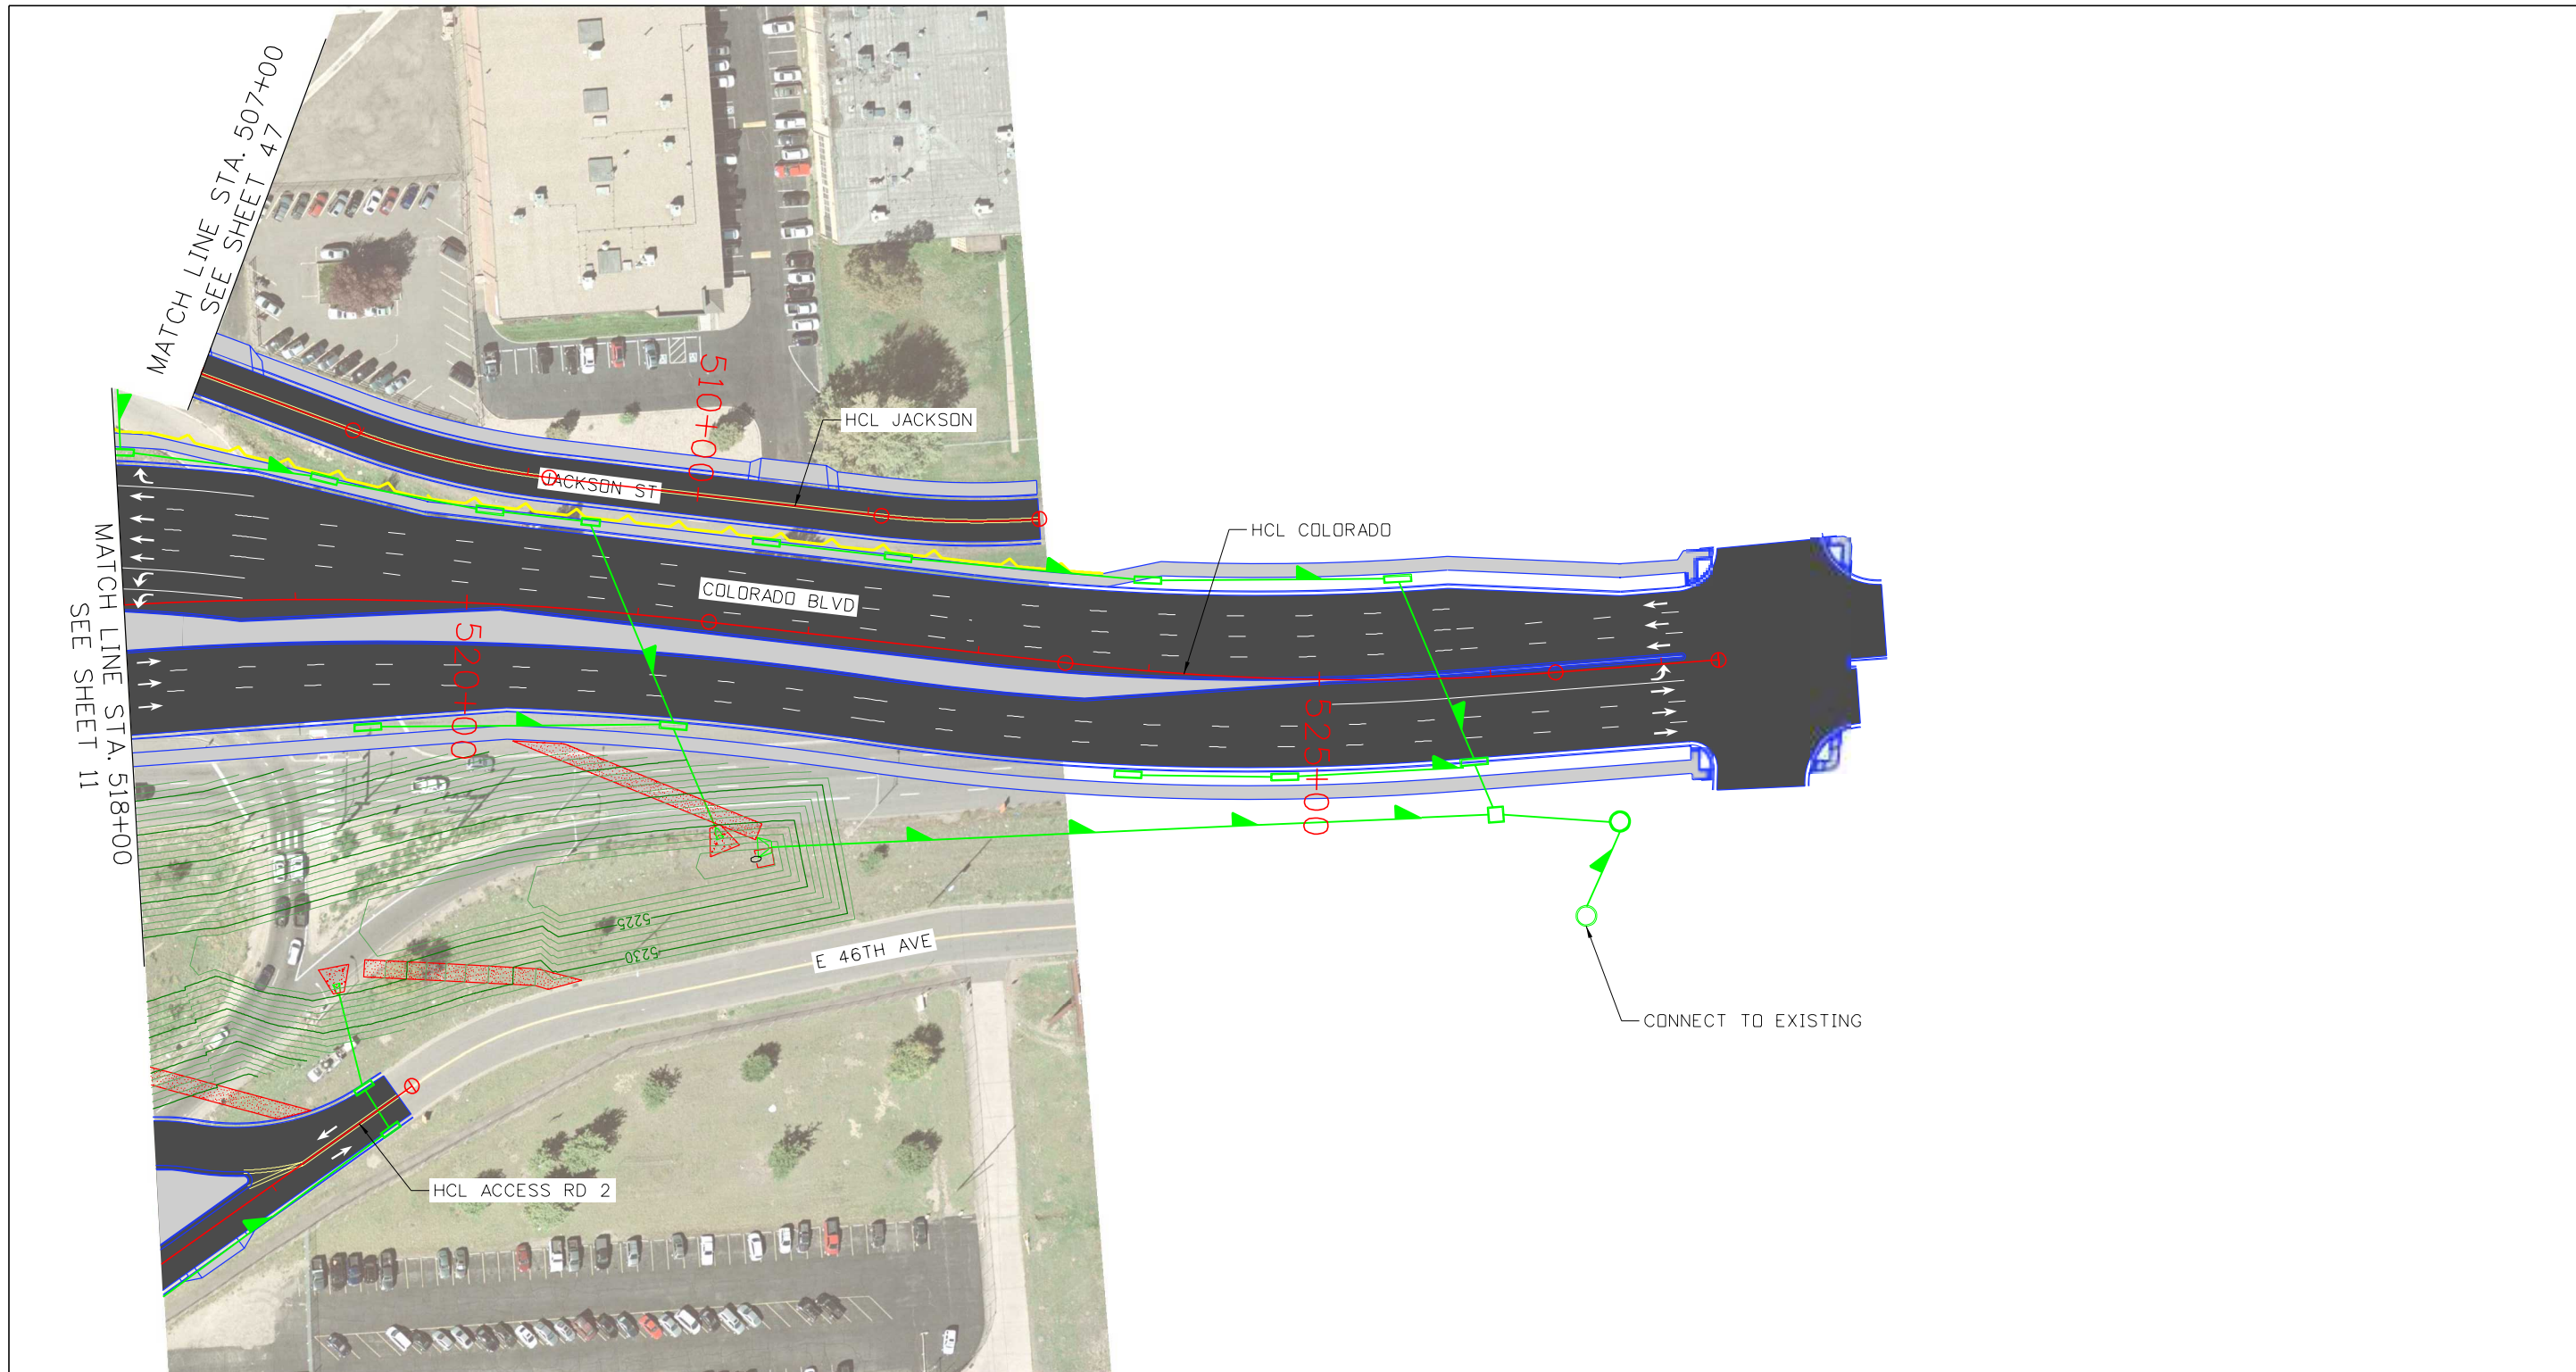 MATCH LINE STA. 507+00
SEE SHEET 47
510+00
HCL JACKSON
JACKSON ST
HCL COLORADO
COLORADO BLVD
MATCH LINE STA. 518+00
SEE SHEET 11
520+00
525+00
5225
5230
E 46TH AVE
CONNECT TO EXISTING
HCL ACCESS RD 2